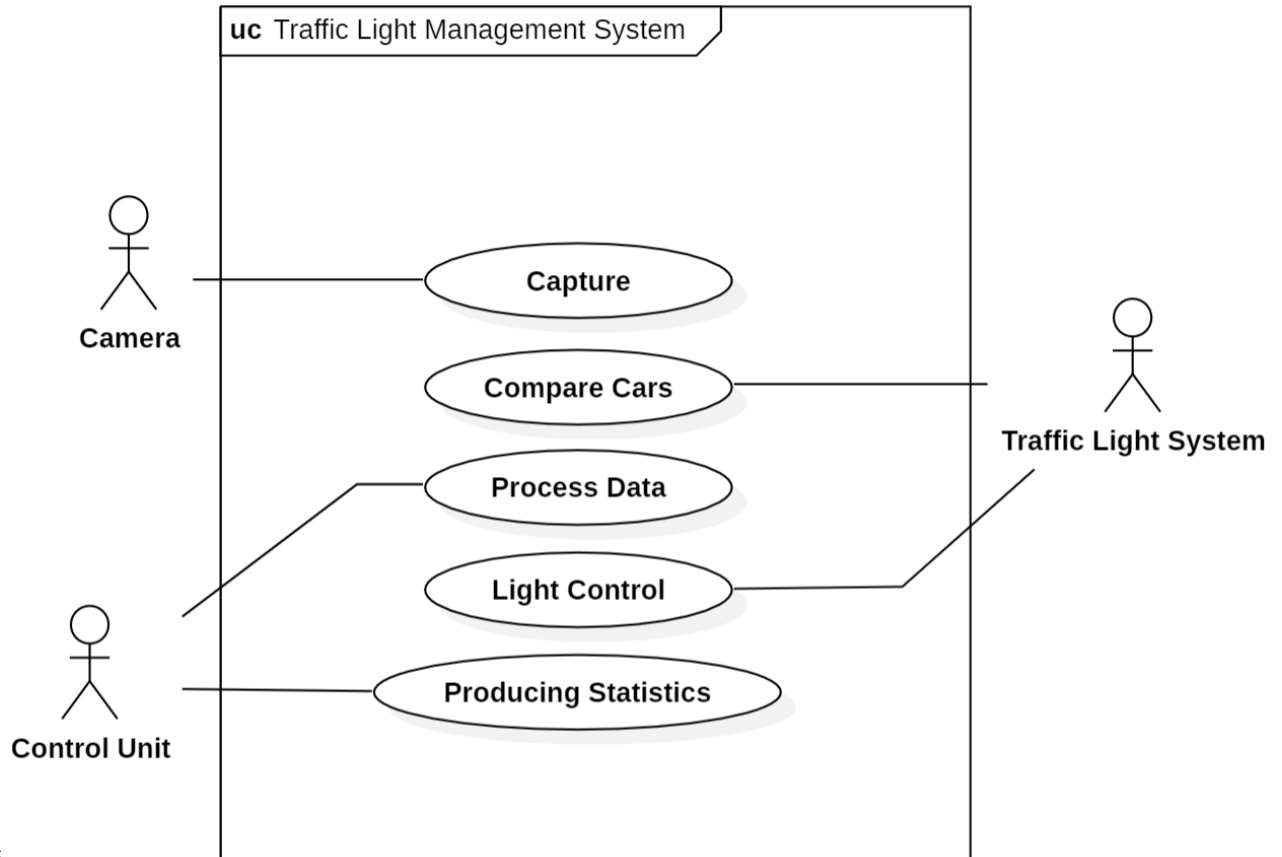 uc Traffic Light Management System
Camera
Capture
Compare Cars
Traffic Light System
Process Data
Light Control
Producing Statistics
Control Unit